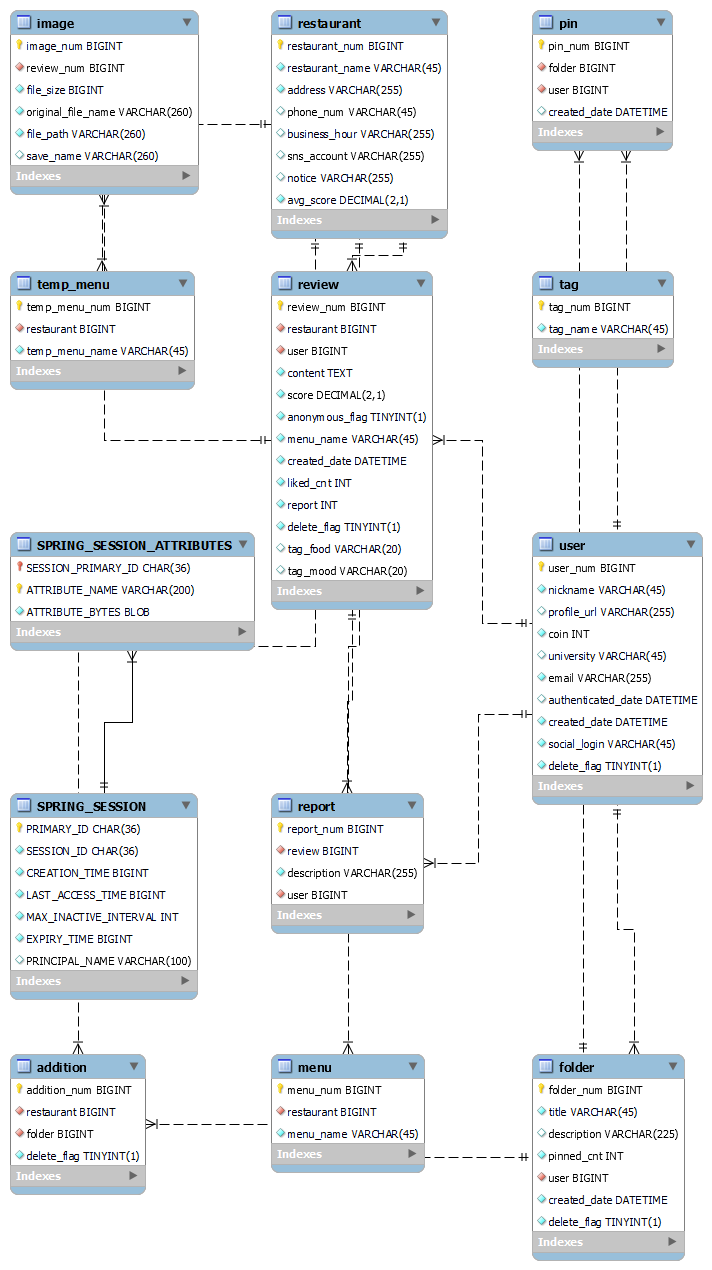 image
image_num BIGINT
review_num BIGINT
file_size BIGINT
original_file_name VARCHAR(260)
file_path VARCHAR(260)
save_name VARCHAR(260)
Indexes
restaurant
restaurant_num BIGINT
restaurant_name VARCHAR(45)
address VARCHAR(255)
phone_num VARCHAR(45)
business_hour VARCHAR(255)
sns_account VARCHAR(255)
notice VARCHAR(255)
avg_score DECIMAL(2,1)
Indexes
pin
pin_num BIGINT
folder BIGINT
user BIGINT
created_date DATETIME
Indexes
temp_menu
temp_menu_num BIGINT
restaurant BIGINT
temp_menu_name VARCHAR(45)
Indexes
review
review_num BIGINT
restaurant BIGINT
user BIGINT
content TEXT
score DECIMAL(2,1)
anonymous_flag TINYINT(1)
menu_name VARCHAR(45)
created_date DATETIME
liked_cnt INT
report INT
delete_flag TINYINT(1)
tag_food VARCHAR(20)
tag_mood VARCHAR(20)
Indexes
tag
tag_num BIGINT
tag_name VARCHAR(45)
Indexes
SPRING_SESSION_ATTRIBUTES
SESSION_PRIMARY_ID CHAR(36)
ATTRIBUTE_NAME VARCHAR(200)
ATTRIBUTE_BYTES BLOB
Indexes
user
user_num BIGINT
nickname VARCHAR(45)
profile_url VARCHAR(255)
coin INT
university VARCHAR(45)
email VARCHAR(255)
authenticated_date DATETIME
created_date DATETIME
social_login VARCHAR(45)
delete_flag TINYINT(1)
Indexes
SPRING_SESSION
PRIMARY_ID CHAR(36)
SESSION_ID CHAR(36)
CREATION_TIME BIGINT
LAST_ACCESS_TIME BIGINT
MAX_INACTIVE_INTERVAL INT
EXPIRY_TIME BIGINT
PRINCIPAL_NAME VARCHAR(100)
Indexes
report
report_num BIGINT
review BIGINT
description VARCHAR(255)
user BIGINT
Indexes
addition
addition_num BIGINT
restaurant BIGINT
folder BIGINT
delete_flag TINYINT(1)
Indexes
menu
menu_num BIGINT
restaurant BIGINT
menu_name VARCHAR(45)
Indexes
folder
folder_num BIGINT
title VARCHAR(45)
description VARCHAR(225)
pinned_cnt INT
user BIGINT
created_date DATETIME
delete_flag TINYINT(1)
Indexes